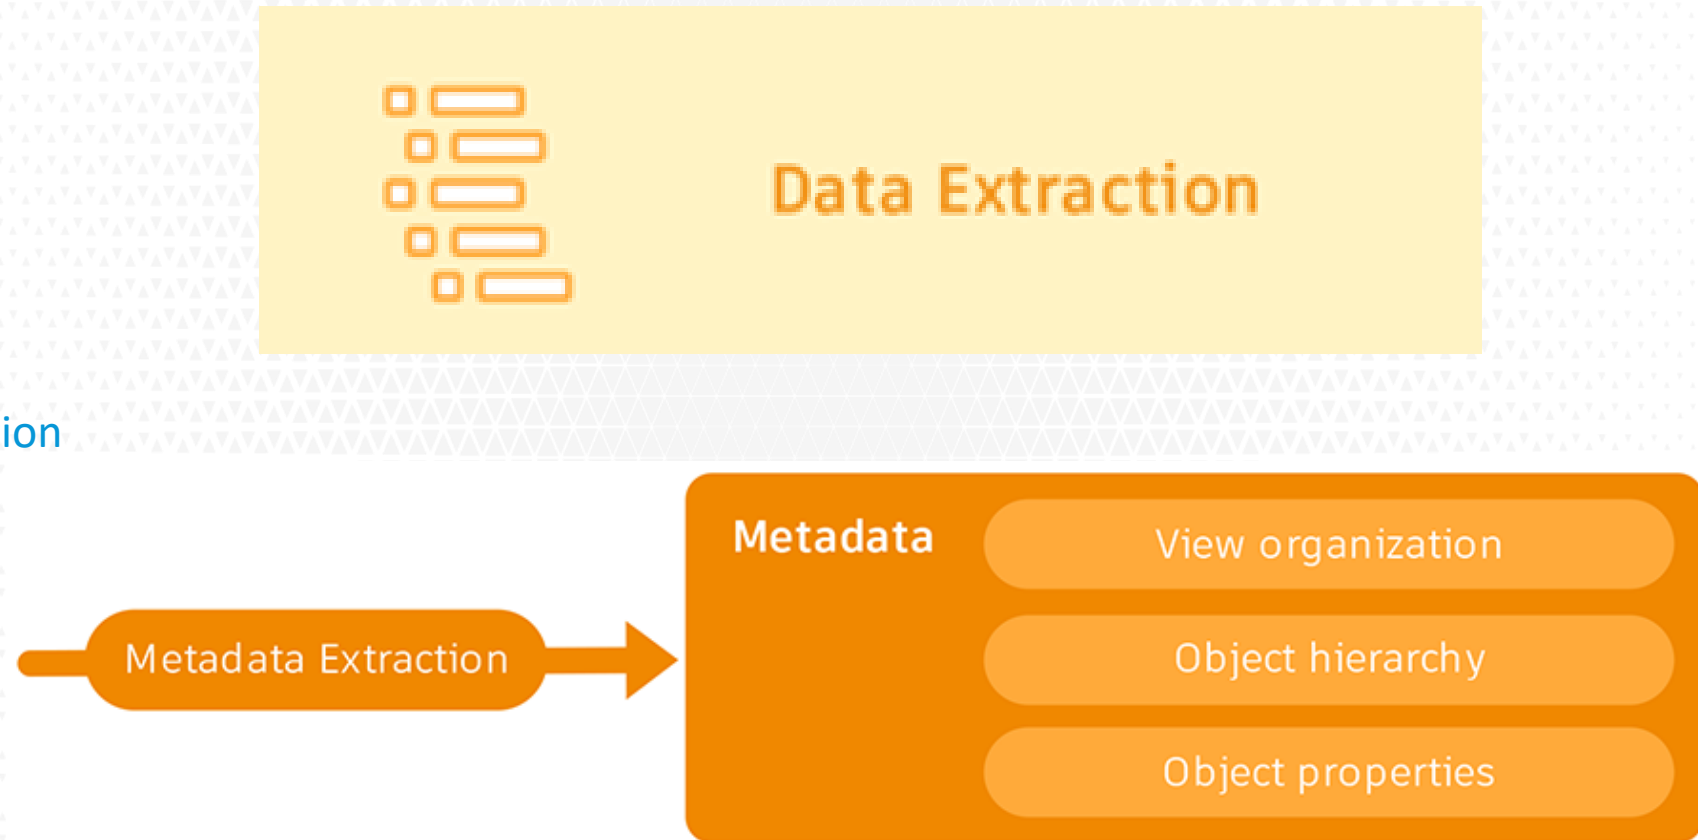 Data Extraction
ion
Metadata
View organization
Metadata Extraction
Object hierarchy
Object properties